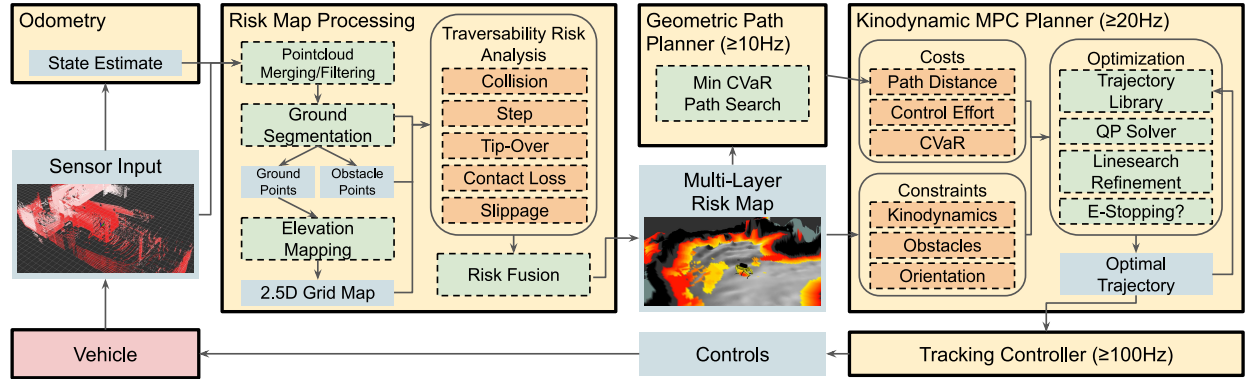 Odometry
State Estimate
Sensor Input
Vehicle
Risk Map Processing
Pointcloud
Merging/Filtering
Ground
Segmentation
Ground
Points
Obstacle
Points
Elevation
Mapping
2.5D Grid Map
Traversability Risk
Analysis
Collision
Step
Tip-Over
Contact Loss
Slippage
Risk Fusion
Geometric Path
Planner (≥10Hz)
Min CVaR
Path Search
Multi-Layer
Risk Map
Controls
Kinodynamic MPC Planner (≥20Hz)
Costs
Path Distance
Control Effort
CVaR
Constraints
Kinodynamics
Obstacles
Orientation
Optimization
Trajectory
Library
QP Solver
Linesearch
Refinement
E-Stopping?
Optimal
Trajectory
Tracking Controller (≥100Hz)